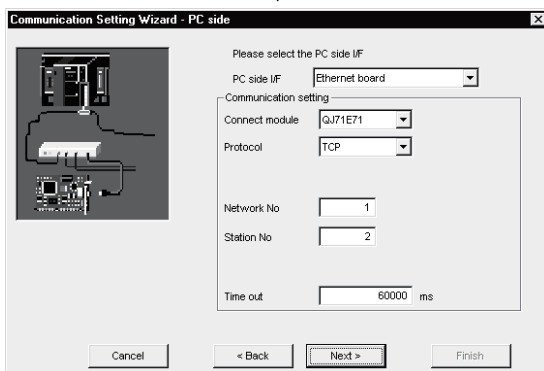 Communication Setting Wizard - PC side
Please select the PC side I/F
PC side I/F Ethernet board
Communication setting
Connect module QJ71E71
Protocol TCP
Network No 1
Station No 2
Time out 60000 ms
Cancel < Back Next > Finish